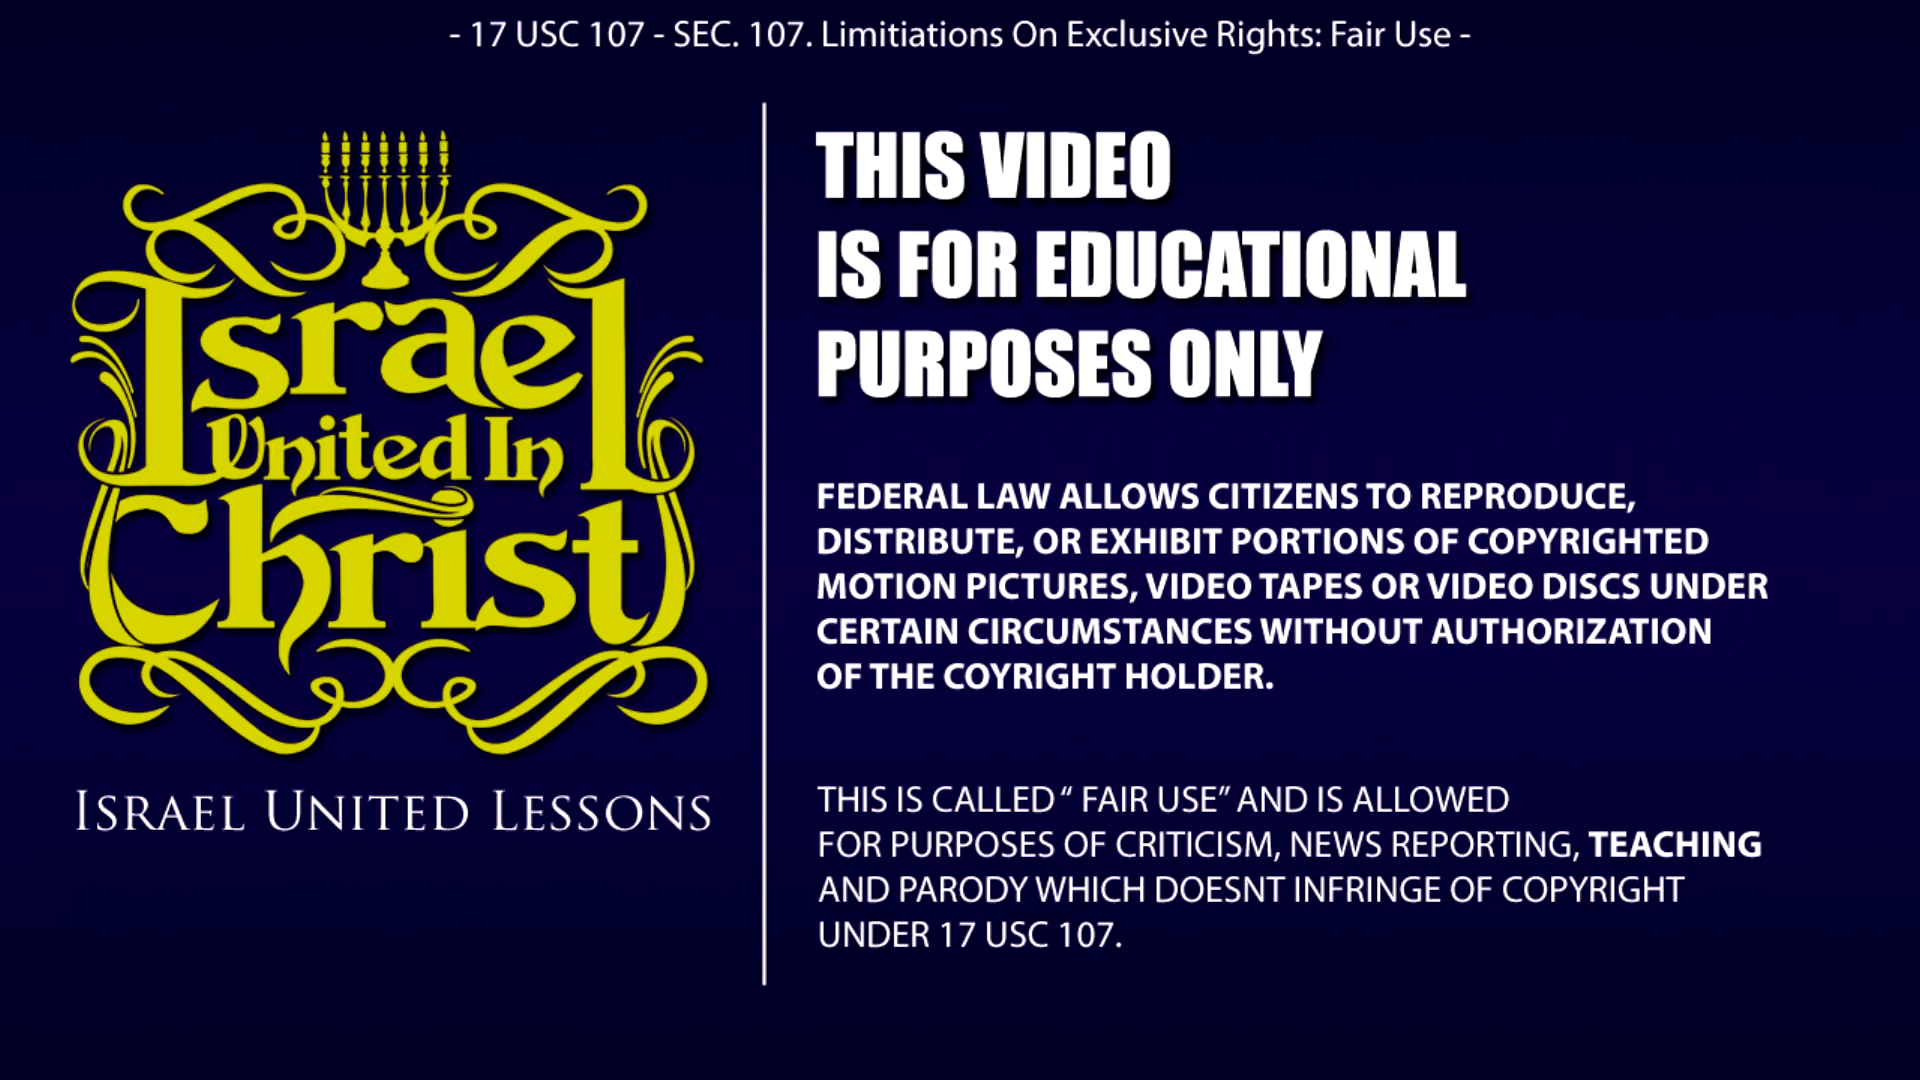 - 17 USC 107 - SEC. 107. Limitiations On Exclusive Rights: Fair Use -
Israel
United In
Christ
ISRAEL UNITED LESSONS
THIS VIDEO
IS FOR EDUCATIONAL
PURPOSES ONLY
FEDERAL LAW ALLOWS CITIZENS TO REPRODUCE,
DISTRIBUTE, OR EXHIBIT PORTIONS OF COPYRIGHTED
MOTION PICTURES, VIDEO TAPES OR VIDEO DISCS UNDER
CERTAIN CIRCUMSTANCES WITHOUT AUTHORIZATION
OF THE COYRIGHT HOLDER.
THIS IS CALLED “ FAIR USE” AND IS ALLOWED
FOR PURPOSES OF CRITICISM, NEWS REPORTING, TEACHING
AND PARODY WHICH DOESNT INFRINGE OF COPYRIGHT
UNDER 17 USC 107.